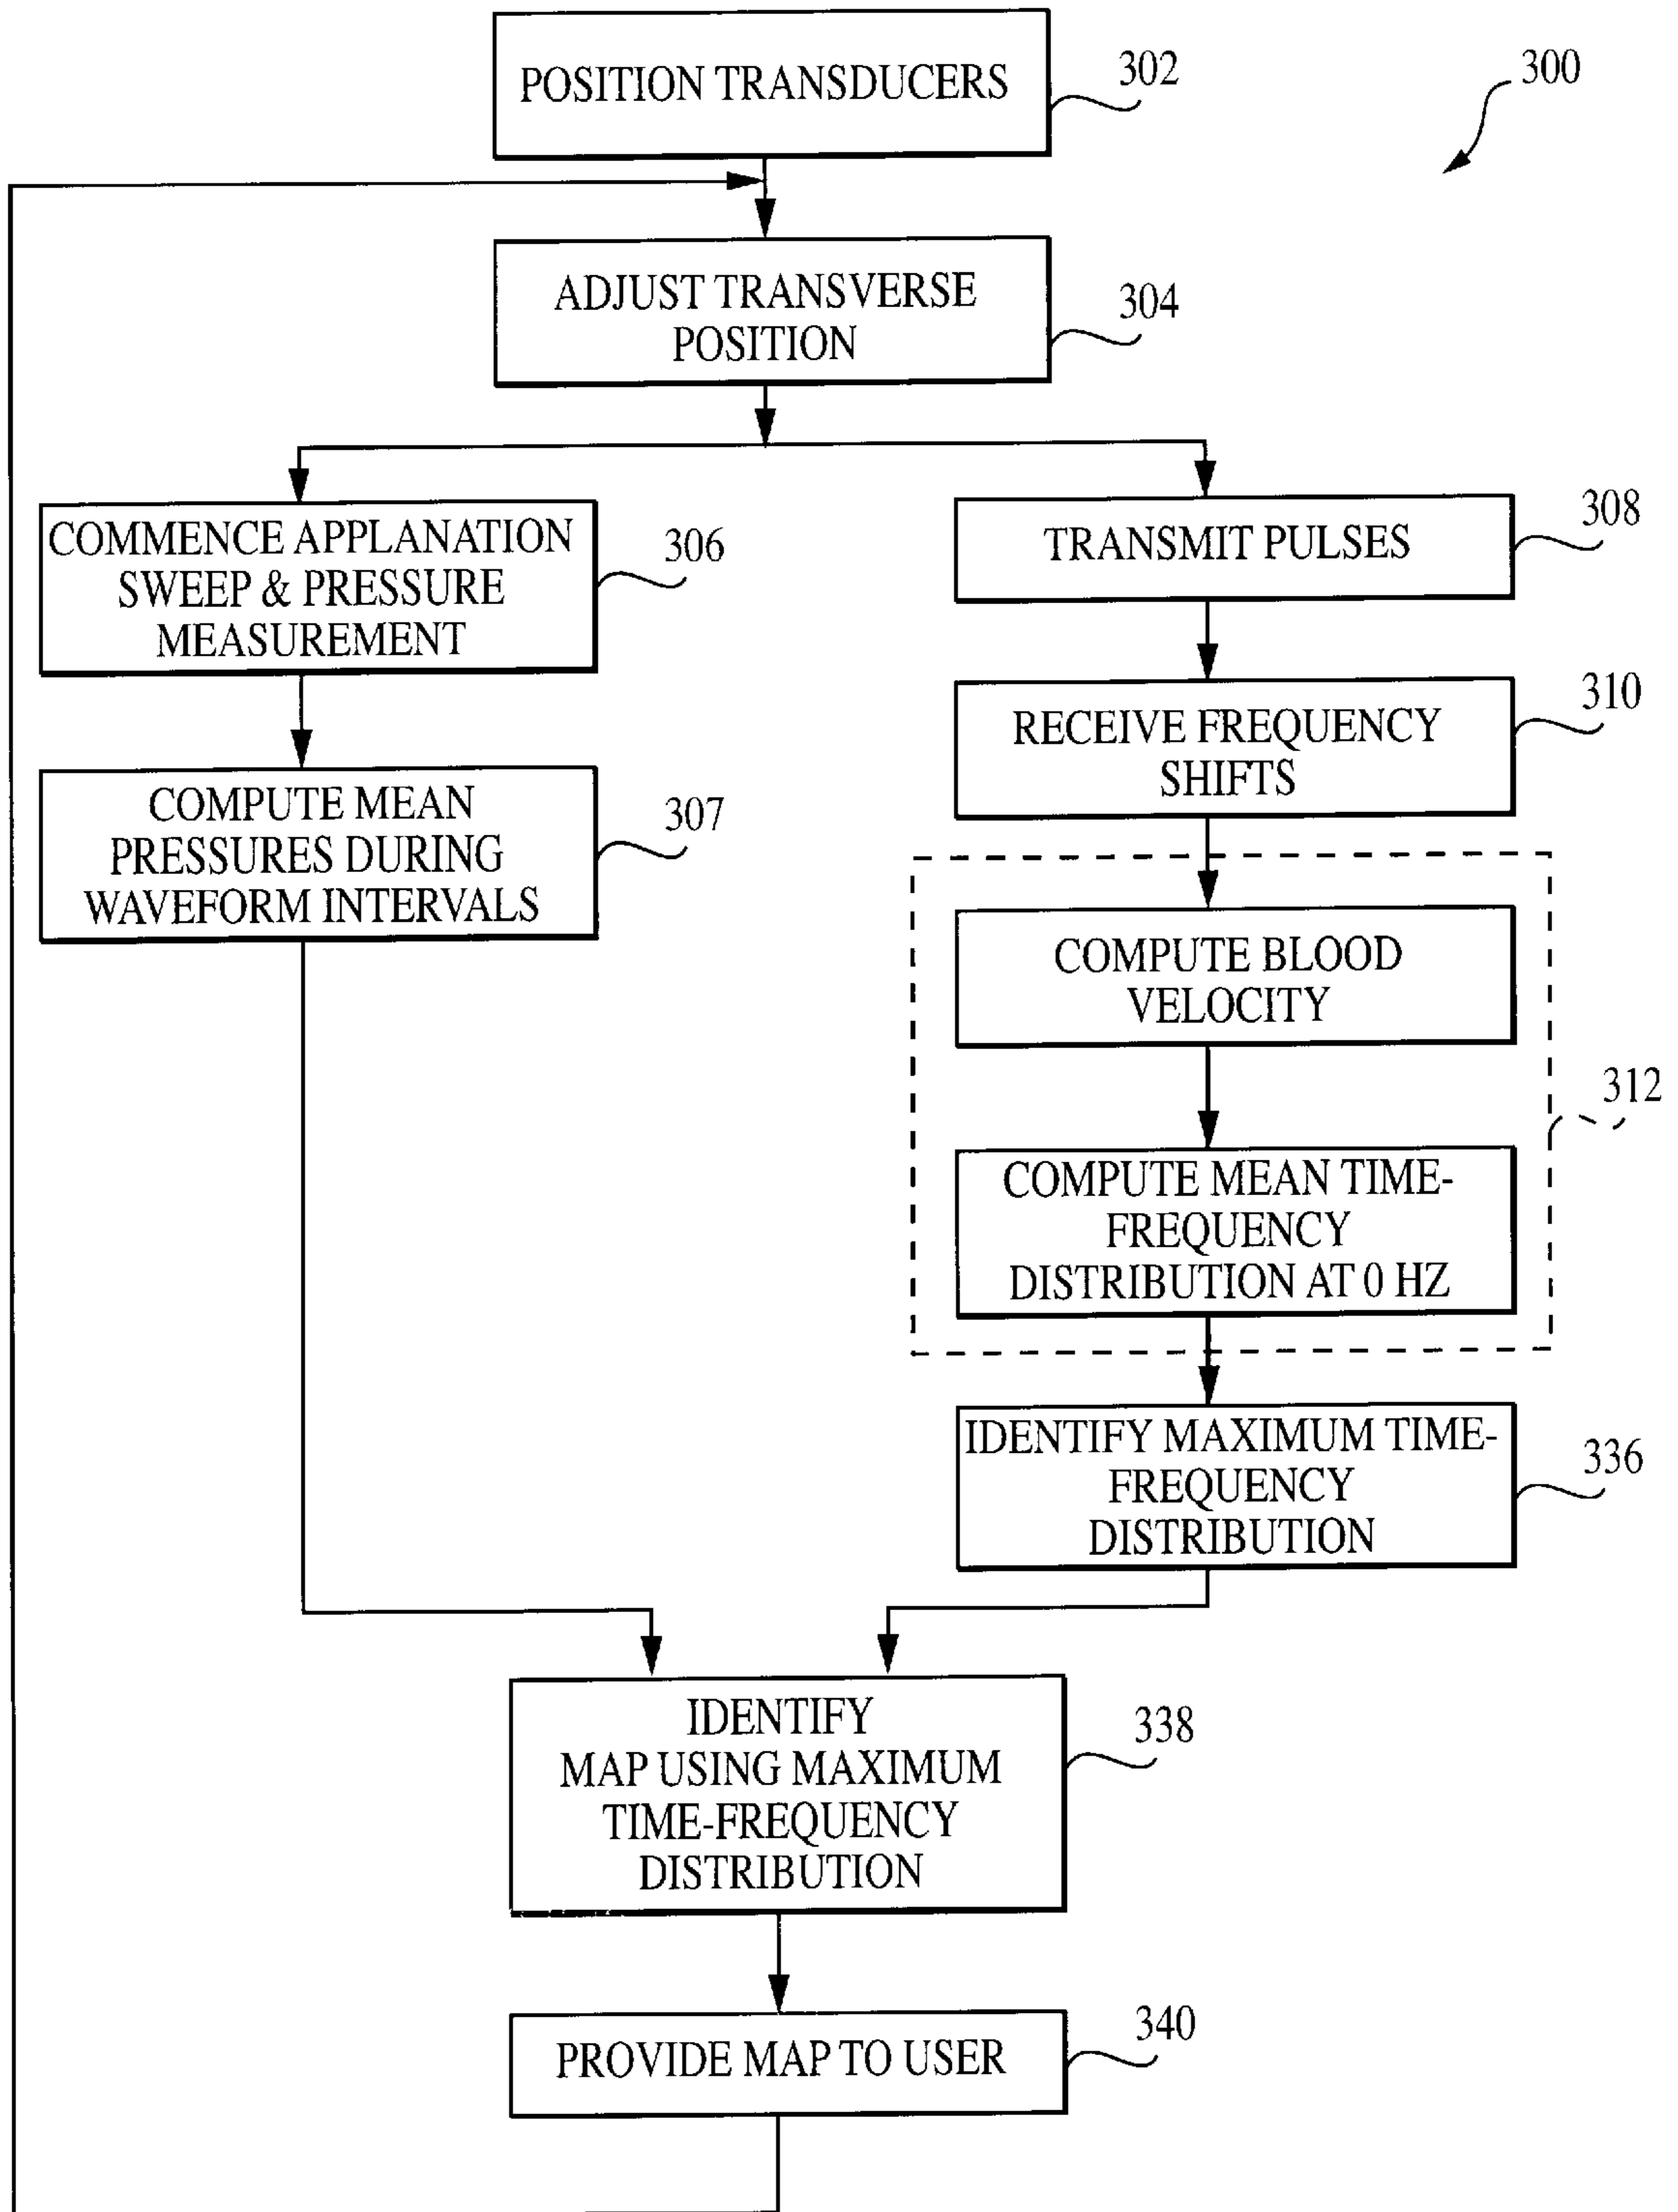 POSITION TRANSDUCERS
302
300
ADJUST TRANSVERSE
POSITION
304
COMMENCE APPLANATION
SWEEP & PRESSURE
MEASUREMENT
306
COMPUTE MEAN
PRESSURES DURING
WAVEFORM INTERVALS
307
TRANSMIT PULSES
308
RECEIVE FREQUENCY
SHIFTS
310
COMPUTE BLOOD
VELOCITY
COMPUTE MEAN TIME-
FREQUENCY
DISTRIBUTION AT 0 HZ
312
IDENTIFY MAXIMUM TIME-
FREQUENCY
DISTRIBUTION
336
IDENTIFY
MAP USING MAXIMUM
TIME-FREQUENCY
DISTRIBUTION
338
PROVIDE MAP TO USER
340